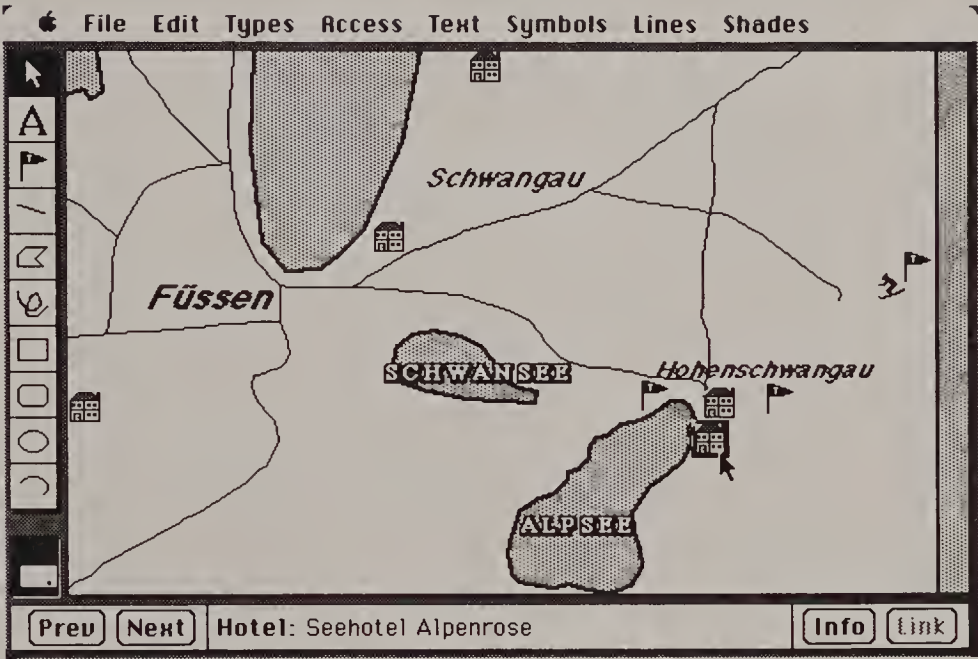 File Edit Types Access Text Symbols Lines Shades
A
Schwangau
Füssen
SCHWANSEE
Hohenschwangau
ALPSEE
Prev Next Hotel: Seehotel Alpenrose Info Link